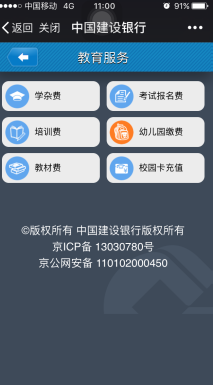 中国移动 4G 11:00 91%
返回 关闭 中国建设银行
教育服务
学杂费 考试报名费
培训费 幼儿园缴费
教材费 校园卡充值
©版权所有 中国建设银行版权所有
京ICP备 13030780号
京公网安备 110102000450